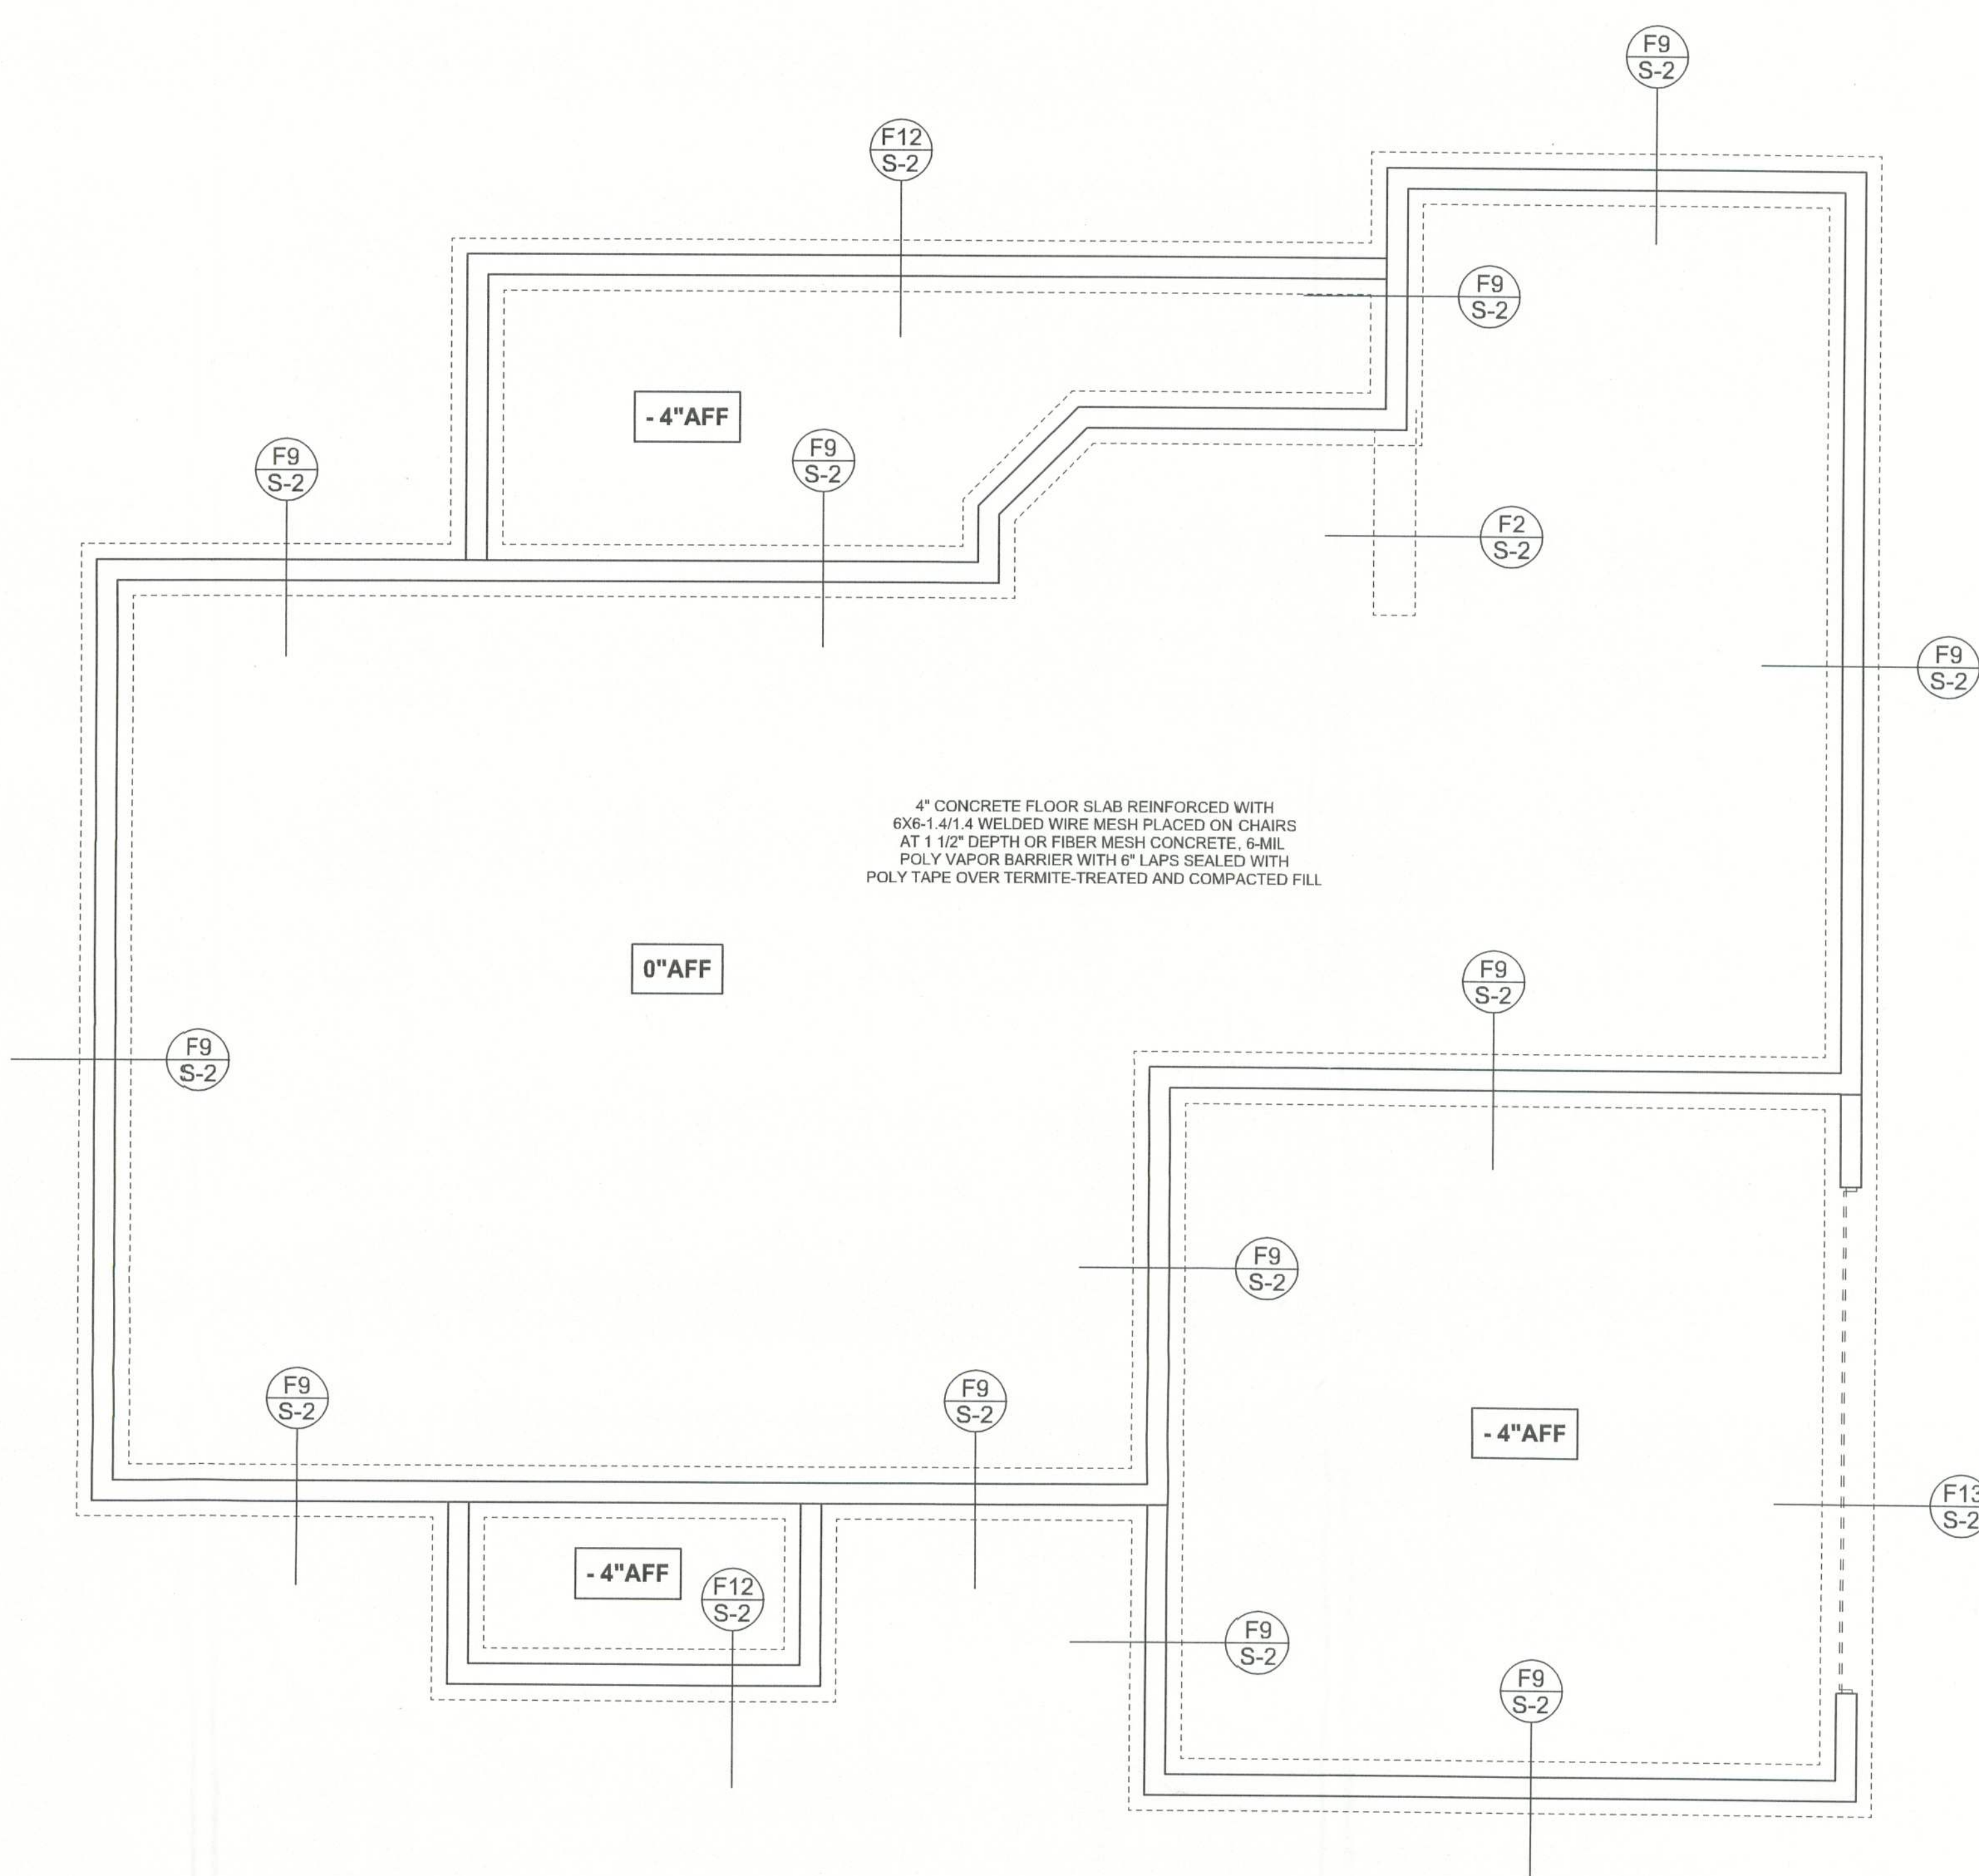 F9
S-2
F12
S-2
F9
S-2
- 4"AFF
F9
S-2
F9
S-2
F2
S-2
F9
S-2
4" CONCRETE FLOOR SLAB REINFORCED WITH
6X6-1.4/1.4 WELDED WIRE MESH PLACED ON CHAIRS
AT 1 1/2" DEPTH OR FIBER MESH CONCRETE, 6-MIL
POLY VAPOR BARRIER WITH 6" LAPS SEALED WITH
POLY TAPE OVER TERMITE-TREATED AND COMPACTED FILL
0"AFF
F9
S-2
F9
S-2
F9
S-2
F9
S-2
F9
S-2
- 4"AFF
F13
S-2
- 4"AFF
F12
S-2
F9
S-2
F9
S-2